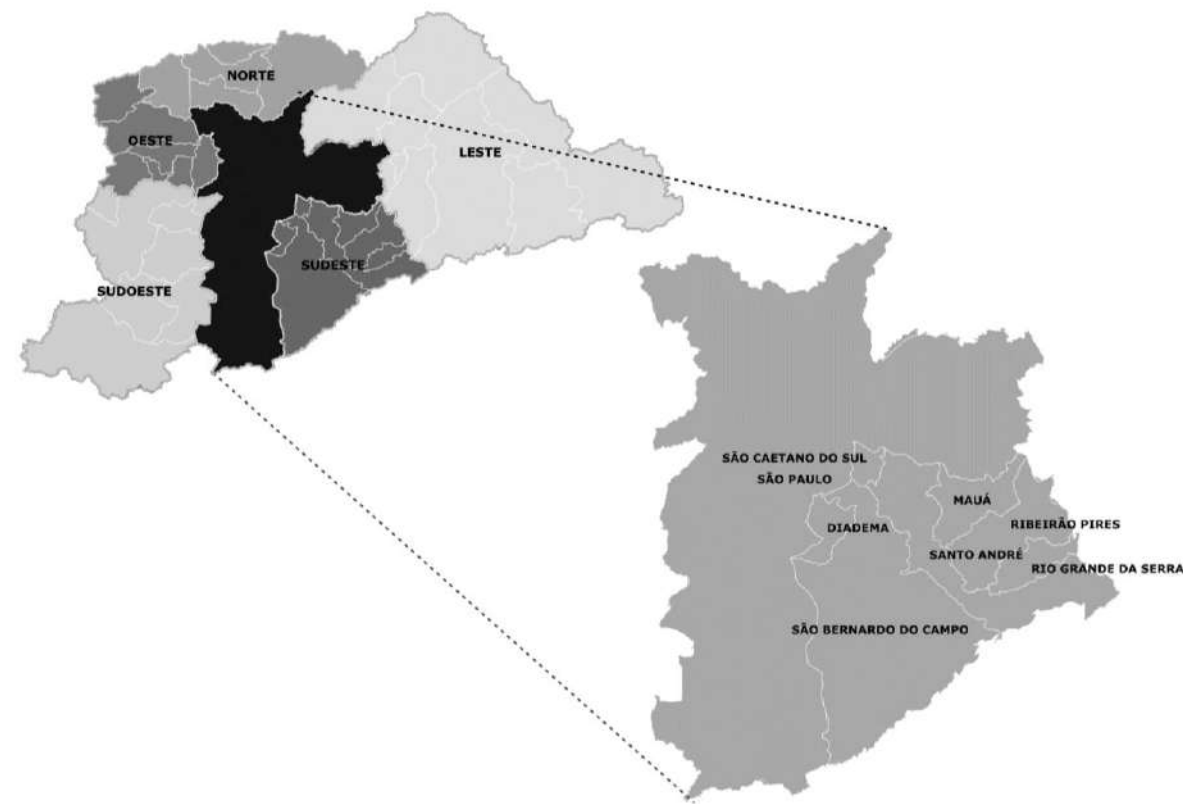 NORTE
OESTE
LESTE
SUDESTE
SUDOESTE
SÃO CAETANO DO SUL
SÃO PAULO
MAUÁ
DIADEMA
RIBEIRÃO PIRES
SANTO ANDRÉ
RIO GRANDE DA SERRA
SÃO BERNARDO DO CAMPO